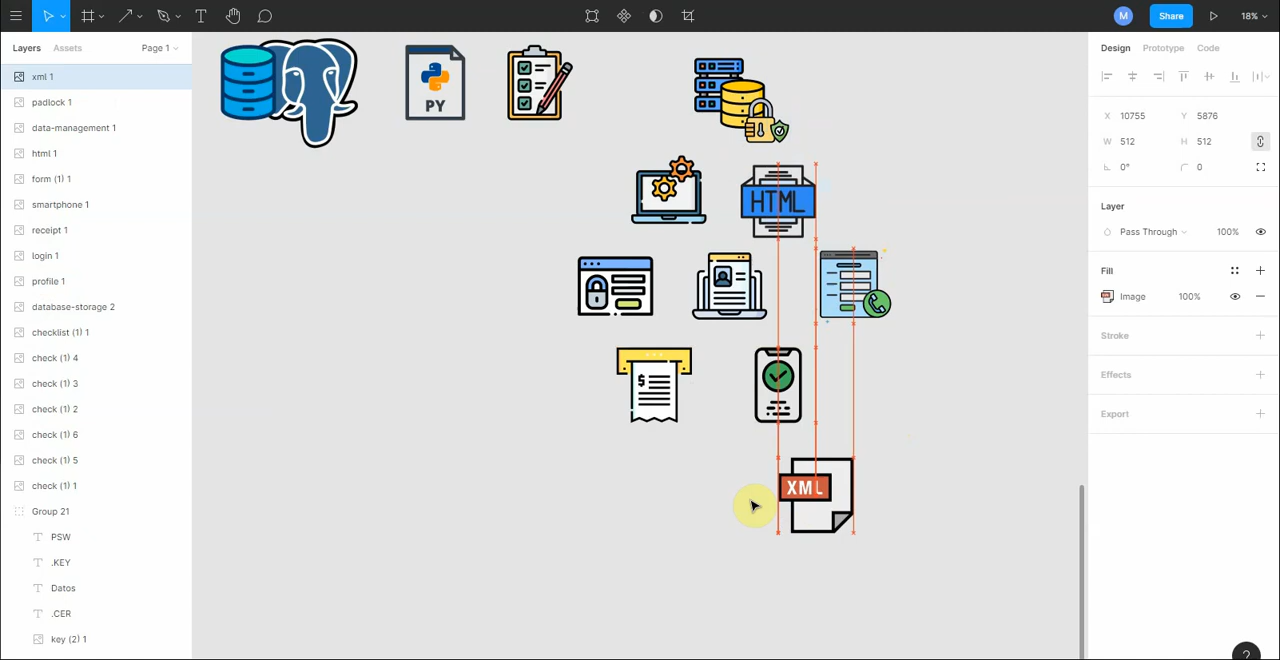 M
Share
18%
Layers
Assets
Page 1
Design
Prototype
Code
xml 1
padlock 1
data-management 1
html 1
form (1) 1
smartphone 1
receipt 1
login 1
profile 1
database-storage 2
checklist (1) 1
check (1) 4
check (1) 3
check (1) 2
check (1) 6
check (1) 5
check (1) 1
Group 21
PSW
.KEY
Datos
.CER
key (2) 1
PY
HTML
$
XML
X 10755 Y 5876
W 512 H 512
0° 0
Layer
Pass Through 100%
Fill
Image 100%
Stroke
Effects
Export
?